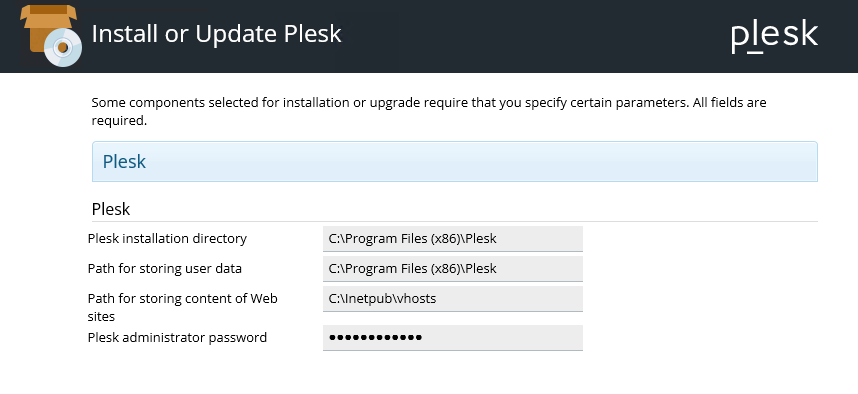 Install or Update Plesk
plesk
Some components selected for installation or upgrade require that you specify certain parameters. All fields are
required.
Plesk
Plesk
Plesk installation directory C:\Program Files (x86)\Plesk
Path for storing user data C:\Program Files (x86)\Plesk
Path for storing content of Web C:\Inetpub\vhosts
sites
Plesk administrator password ••••••••••••